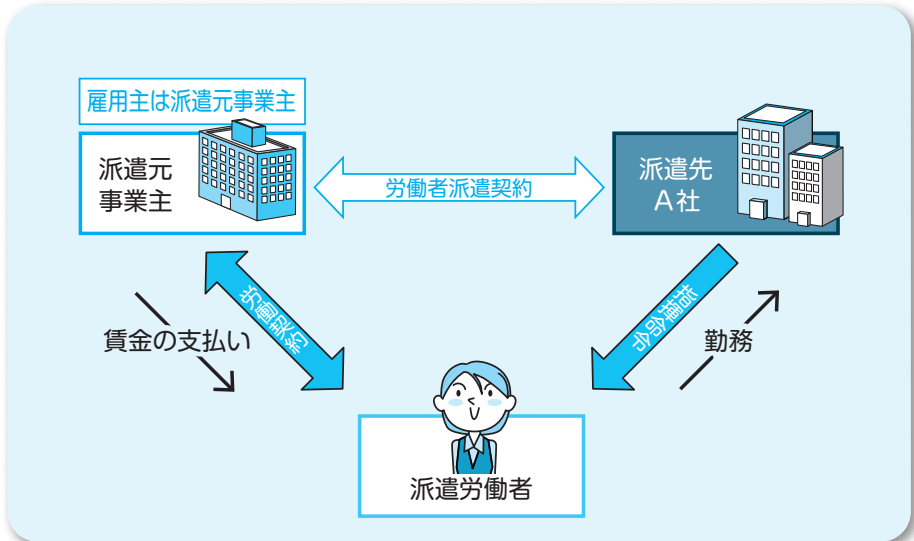 雇用主は派遣元事業主
派遣元
事業主
労働者派遣契約
派遣先
A社
労働契約
賃金の支払い
指揮命令
勤務
派遣労働者